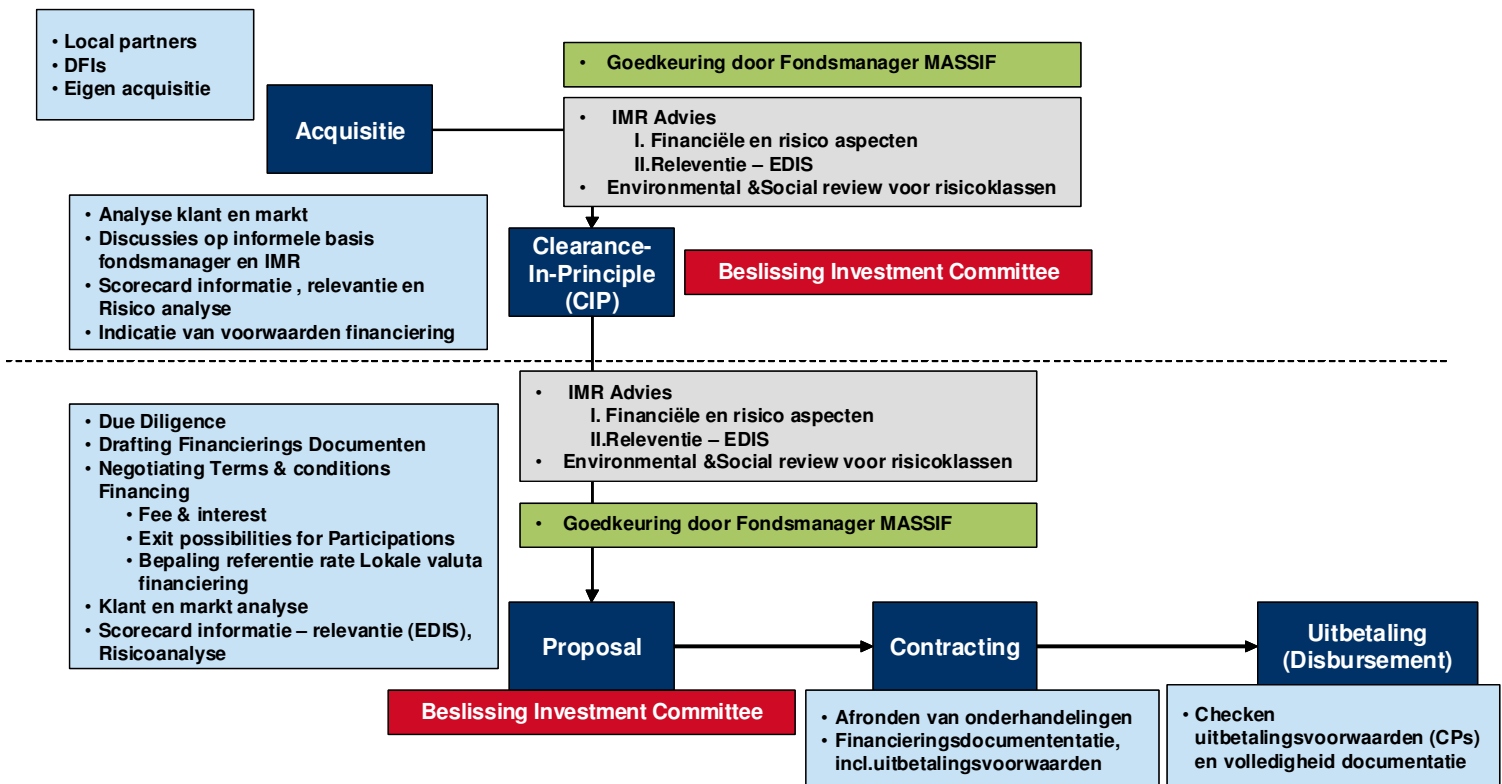 • Local partners
• DFIs
• Eigen acquisitie
Acquisitie
• Goedkeuring door Fondsmanager MASSIF
• IMR Advies
I. Financiële en risico aspecten
II.Releventie – EDIS
• Environmental &Social review voor risicoklassen
• Analyse klant en markt
• Discussies op informele basis
fondsmanager en IMR
• Scorecard informatie , relevantie en
Risico analyse
• Indicatie van voorwaarden financiering
Clearance-
In-Principle
(CIP)
Beslissing Investment Committee
• IMR Advies
I. Financiële en risico aspecten
II.Releventie – EDIS
• Environmental &Social review voor risicoklassen
• Due Diligence
• Drafting Financierings Documenten
• Negotiating Terms & conditions
Financing
• Fee & interest
• Exit possibilities for Participations
• Bepaling referentie rate Lokale valuta
financiering
• Klant en markt analyse
• Scorecard informatie – relevantie (EDIS),
Risicoanalyse
• Goedkeuring door Fondsmanager MASSIF
Proposal
Contracting
Uitbetaling
(Disbursement)
Beslissing Investment Committee
• Afronden van onderhandelingen
• Financieringsdocumententatie,
incl.uitbetalingsvoorwaarden
• Checken
uitbetalingsvoorwaarden (CPs)
en volledigheid documentatie